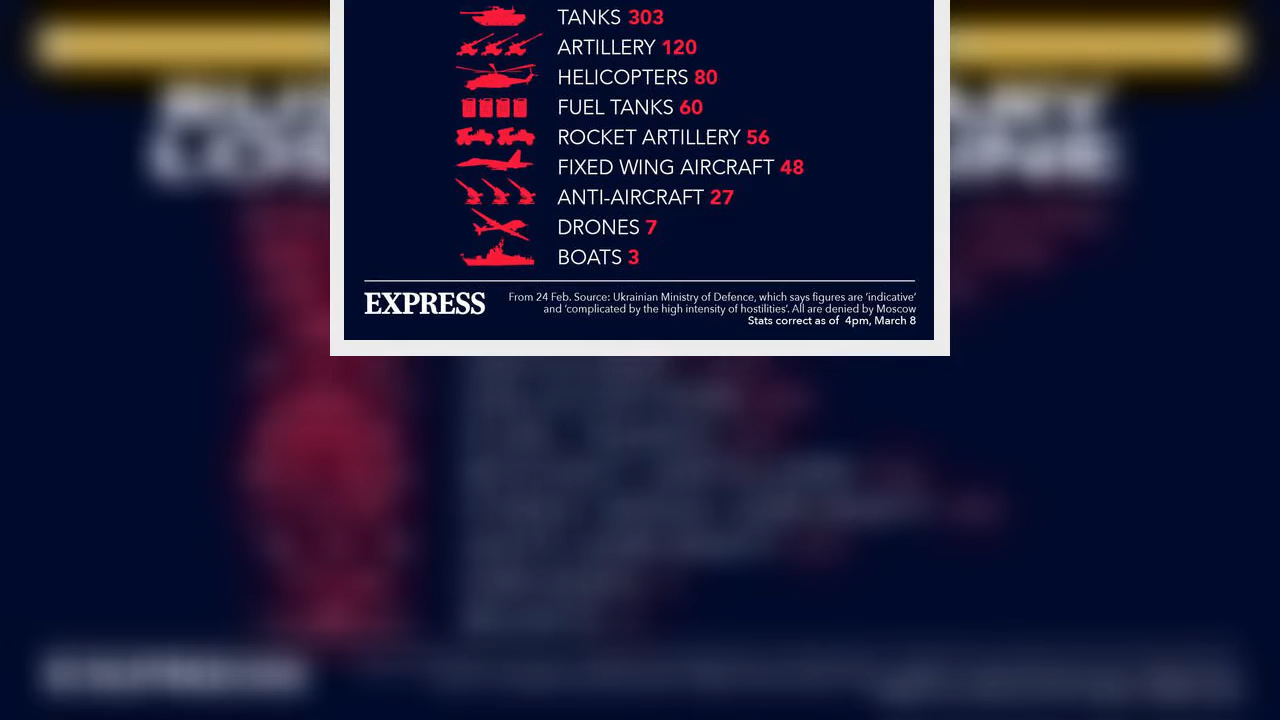 TANKS 303
ARTILLERY 120
HELICOPTERS 80
FUEL TANKS 60
ROCKET ARTILLERY 56
FIXED WING AIRCRAFT 48
ANTI-AIRCRAFT 27
DRONES 7
BOATS 3
EXPRESS
From 24 Feb. Source: Ukrainian Ministry of Defence, which says figures are ‘indicative’
and ‘complicated by the high intensity of hostilities’. All are denied by Moscow
Stats correct as of 4pm, March 8